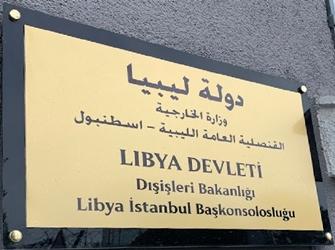 دولة ليبيا
وزارة الخارجية
القنصلية العامة الليبية - اسطنبول
LIBYA DEVLETİ
Dışişleri Bakanlığı
Libya İstanbul Başkonsolosluğu